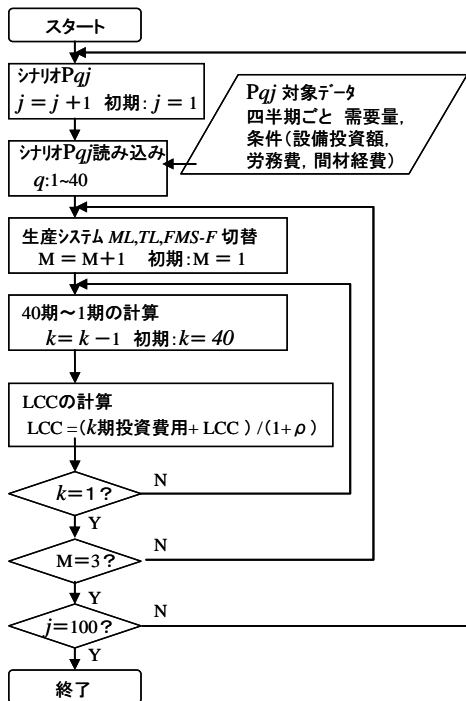 スタート
シナリオPqj
j = j + 1 初期: j = 1
Pqj 対象データ
四半期ごと 需要量,
条件(設備投資額,
労務費, 間材経費)
シナリオPqj読み込み
q:1~40
生産システム ML,TL,FMS-F 切替
M = M+1 初期:M = 1
40期～1期の計算
k= k -1 初期:k= 40
LCCの計算
LCC =(k期投資費用+ LCC ) /(1+ρ)
k=1?
N
Y
M=3?
N
Y
j=100?
N
Y
終了